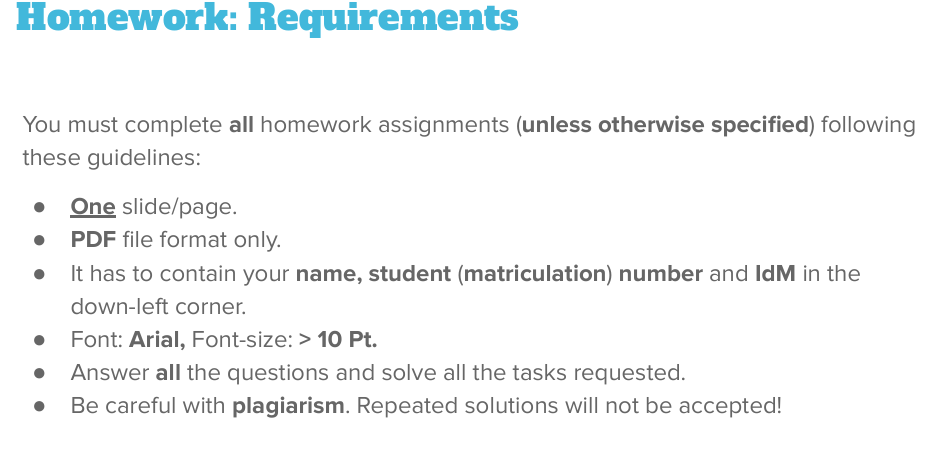 Homework: Requirements
You must complete all homework assignments (unless otherwise specified) following
these guidelines:
● One slide/page.
● PDF file format only.
● It has to contain your name, student (matriculation) number and IdM in the
down-left corner.
● Font: Arial, Font-size: > 10 Pt.
● Answer all the questions and solve all the tasks requested.
● Be careful with plagiarism. Repeated solutions will not be accepted!